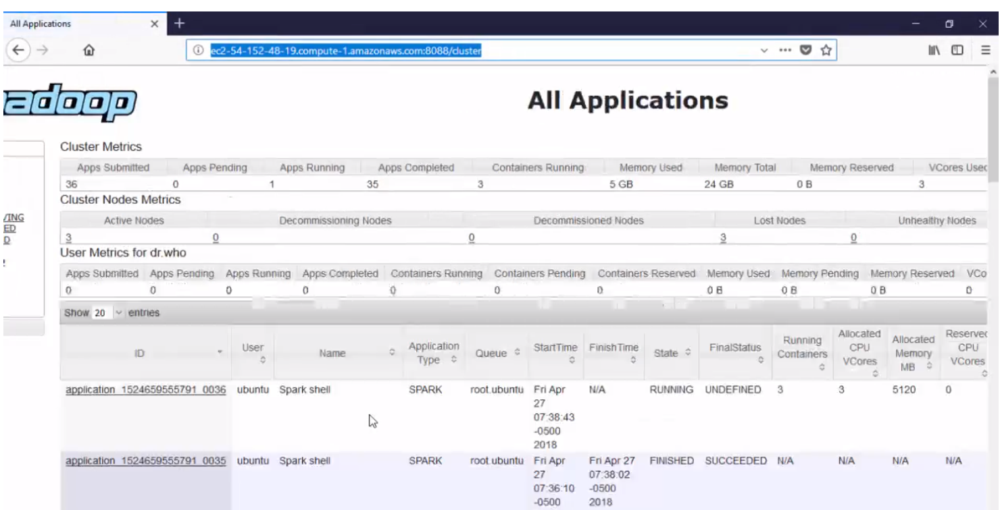 All Applications
ec2-54-152-48-19.compute-1.amazonaws.com:8088/cluster
adoop
All Applications
Cluster Metrics
Apps Submitted Apps Pending Apps Running Apps Completed Containers Running Memory Used Memory Total Memory Reserved VCores Used
36 0 1 35 3 5 GB 24 GB 0 B 3
Cluster Nodes Metrics
Active Nodes Decommissioning Nodes Decommissioned Nodes Lost Nodes Unhealthy Nodes
/ING
ED
D
3 0 0 3 0
User Metrics for dr.who
Apps Submitted Apps Pending Apps Running Apps Completed Containers Running Containers Pending Containers Reserved Memory Used Memory Pending Memory Reserved VCo
0 0 0 0 0 0 0 0 B 0 B 0 B 0
Show 20 entries
ID User Name Application Type Queue StartTime FinishTime State FinalStatus Running Containers Allocated CPU VCores Allocated Memory MB Reserved CPU VCores
application_1524659555791_0036 ubuntu Spark shell SPARK root.ubuntu Fri Apr N/A RUNNING UNDEFINED 3 3 5120 0
27
07:38:43
-0500
2018
application_1524659555791_0035 ubuntu Spark shell SPARK root.ubuntu Fri Apr Fri Apr 27 FINISHED SUCCEEDED N/A N/A N/A N/A
27 07:38:02
07:36:10 -0500
-0500 2018